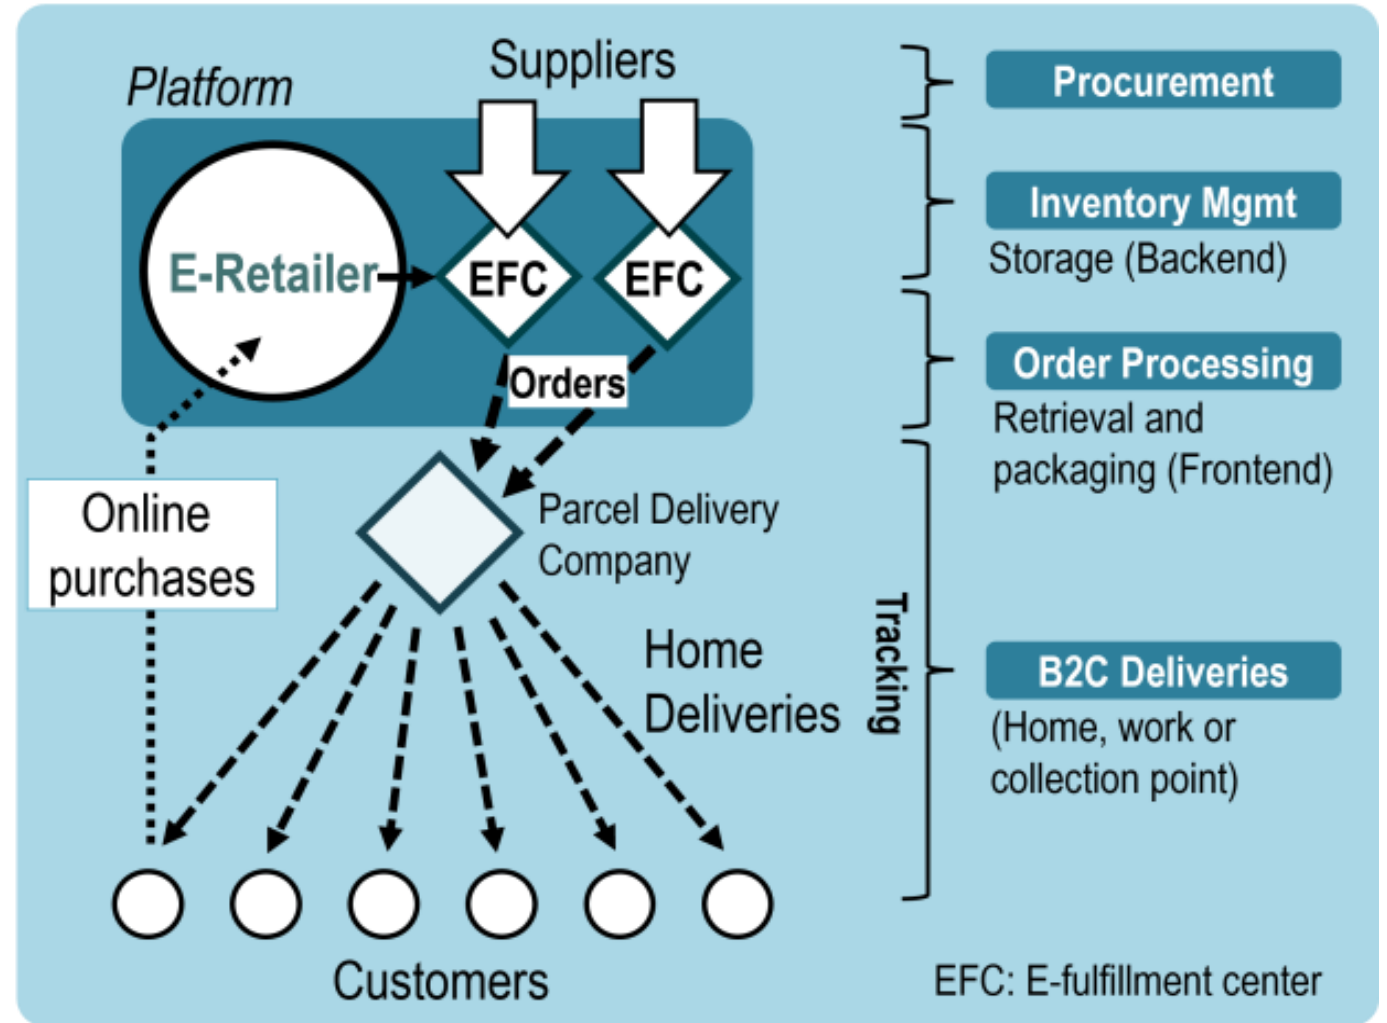 Suppliers
Platform
E-Retailer
EFC
EFC
Orders
Online
purchases
Parcel Delivery
Company
Home
Deliveries
Customers
Tracking
Procurement
Inventory Mgmt
Storage (Backend)
Order Processing
Retrieval and
packaging (Frontend)
B2C Deliveries
(Home, work or
collection point)
EFC: E-fulfillment center